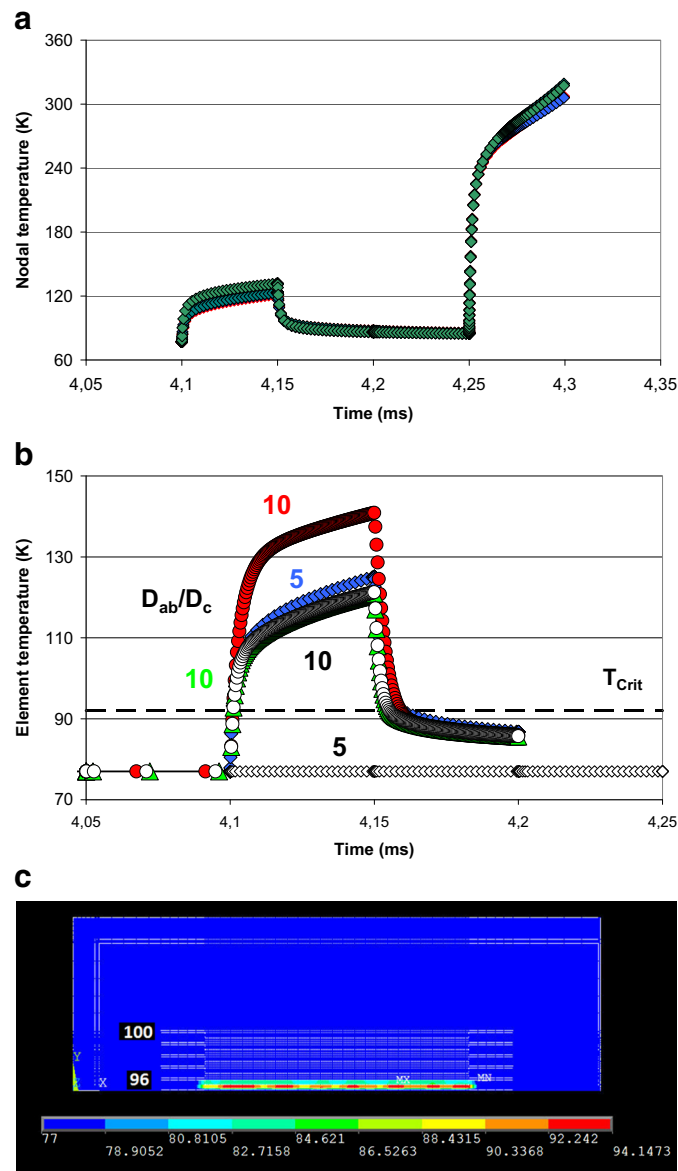 a
360
300
240
180
120
60
Nodal temperature (K)
4,05 4,1 4,15 4,2 4,25 4,3 4,35
Time (ms)
b
150
130
110
90
70
Element temperature (K)
10
5
D_ab/D_c
10
10
T_Crit
5
4,05 4,1 4,15 4,2 4,25
Time (ms)
c
100
Y
96
X
MX MN
77 80.8105 84.621 88.4315 92.242
78.9052 82.7158 86.5263 90.3368 94.1473